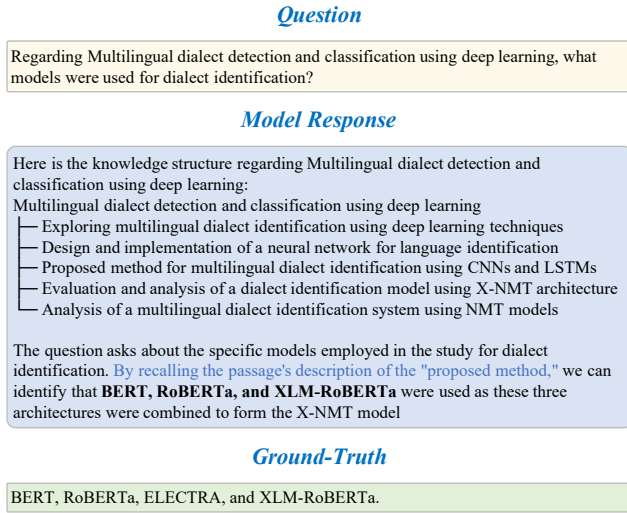 Question
Regarding Multilingual dialect detection and classification using deep learning, what
models were used for dialect identification?
Model Response
Here is the knowledge structure regarding Multilingual dialect detection and
classification using deep learning:
Multilingual dialect detection and classification using deep learning
├─ Exploring multilingual dialect identification using deep learning techniques
├─ Design and implementation of a neural network for language identification
├─ Proposed method for multilingual dialect identification using CNNs and LSTMs
├─ Evaluation and analysis of a dialect identification model using X-NMT architecture
└─ Analysis of a multilingual dialect identification system using NMT models
The question asks about the specific models employed in the study for dialect
identification. By recalling the passage's description of the "proposed method," we can
identify that BERT, RoBERTa, and XLM-RoBERTa were used as these three
architectures were combined to form the X-NMT model
Ground-Truth
BERT, RoBERTa, ELECTRA, and XLM-RoBERTa.